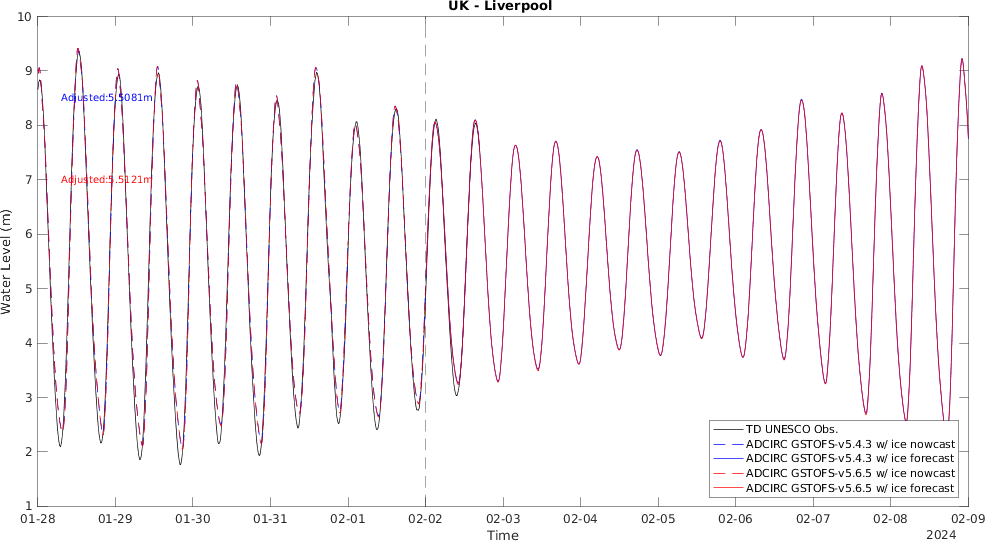 UK - Liverpool
10
9
8
7
6
5
4
3
2
1
Water Level (m)
Adjusted:5.5081m
Adjusted:5.5121m
TD UNESCO Obs.
ADCIRC GSTOFS-v5.4.3 w/ ice nowcast
ADCIRC GSTOFS-v5.4.3 w/ ice forecast
ADCIRC GSTOFS-v5.6.5 w/ ice nowcast
ADCIRC GSTOFS-v5.6.5 w/ ice forecast
01-28 01-29 01-30 01-31 02-01 02-02 02-03 02-04 02-05 02-06 02-07 02-08 02-09
Time
2024